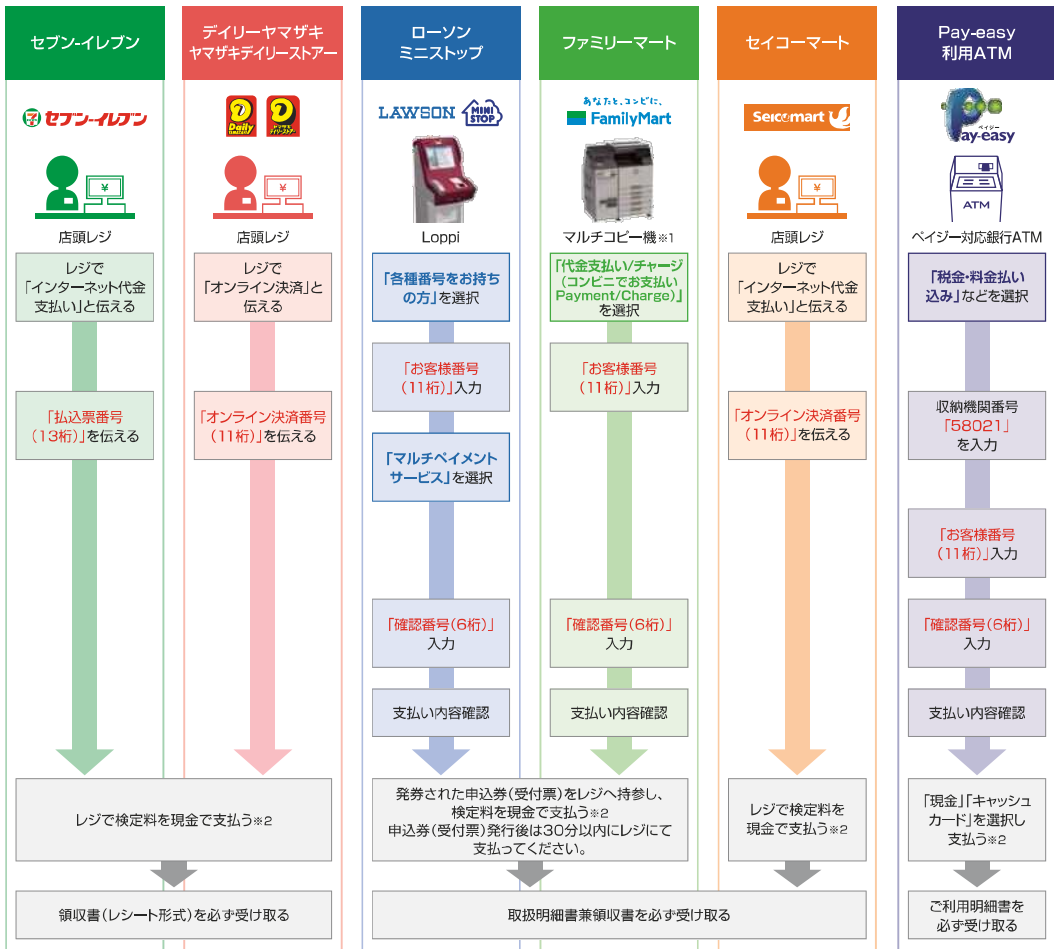 セブン-イレブン
デイリーヤマザキ
ヤマザキデイリーストアー
ローソン
ミニストップ
ファミリーマート
セイコーマート
Pay-easy
利用ATM
セブン-イレブン
Daily
LAWSON
MINI
STOP
あなたと、コンビに、
FamilyMart
Seicomart
ペイジー
Pay-easy
¥
¥
¥
ATM
店頭レジ
店頭レジ
Loppi
マルチコピー機※1
店頭レジ
ペイジー対応銀行ATM
レジで
「インターネット代金
支払い」と伝える
レジで
「オンライン決済」と
伝える
「各種番号をお持ち
の方」を選択
「代金支払い/チャージ
(コンビニでお支払い
Payment/Charge)」
を選択
レジで
「インターネット代金
支払い」と伝える
「税金・料金払い
込み」などを選択
「お客様番号
(11桁)」入力
「お客様番号
(11桁)」入力
「払込票番号
(13桁)」を伝える
「オンライン決済番号
(11桁)」を伝える
「オンライン決済番号
(11桁)」を伝える
収納機関番号
「58021」
を入力
「マルチペイメント
サービス」を選択
「お客様番号
(11桁)」入力
「確認番号(6桁)」
入力
「確認番号(6桁)」
入力
「確認番号(6桁)」
入力
支払い内容確認
支払い内容確認
支払い内容確認
レジで検定料を現金で支払う※2
発券された申込券(受付票)をレジへ持参し、
検定料を現金で支払う※2
申込券(受付票)発行後は30分以内にレジにて
支払ってください。
レジで検定料を
現金で支払う※2
「現金」「キャッシュ
カード」を選択し
支払う※2
領収書(レシート形式)を必ず受け取る
取扱明細書兼領収書を必ず受け取る
ご利用明細書を
必ず受け取る